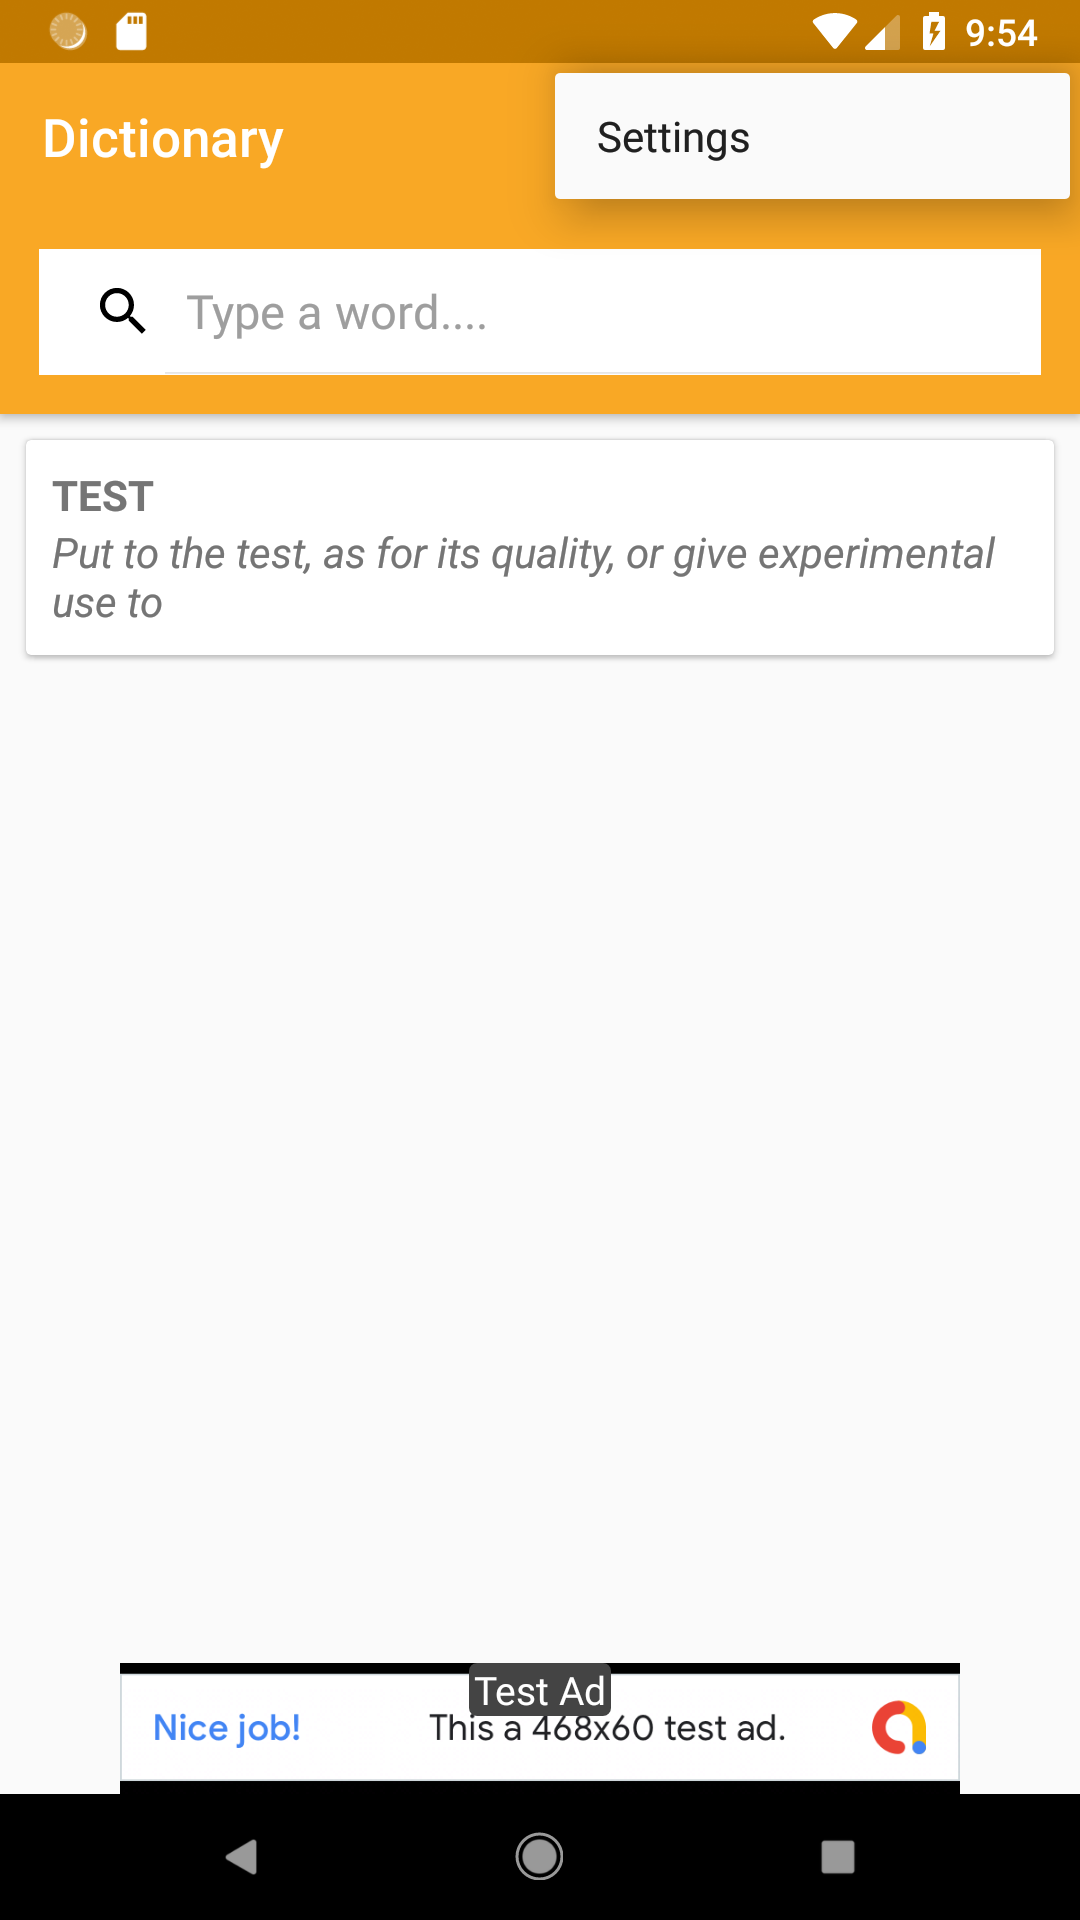 9:54
Dictionary
Settings
Type a word....
TEST
Put to the test, as for its quality, or give experimental
use to
Test Ad
Nice job!
This a 468x60 test ad.